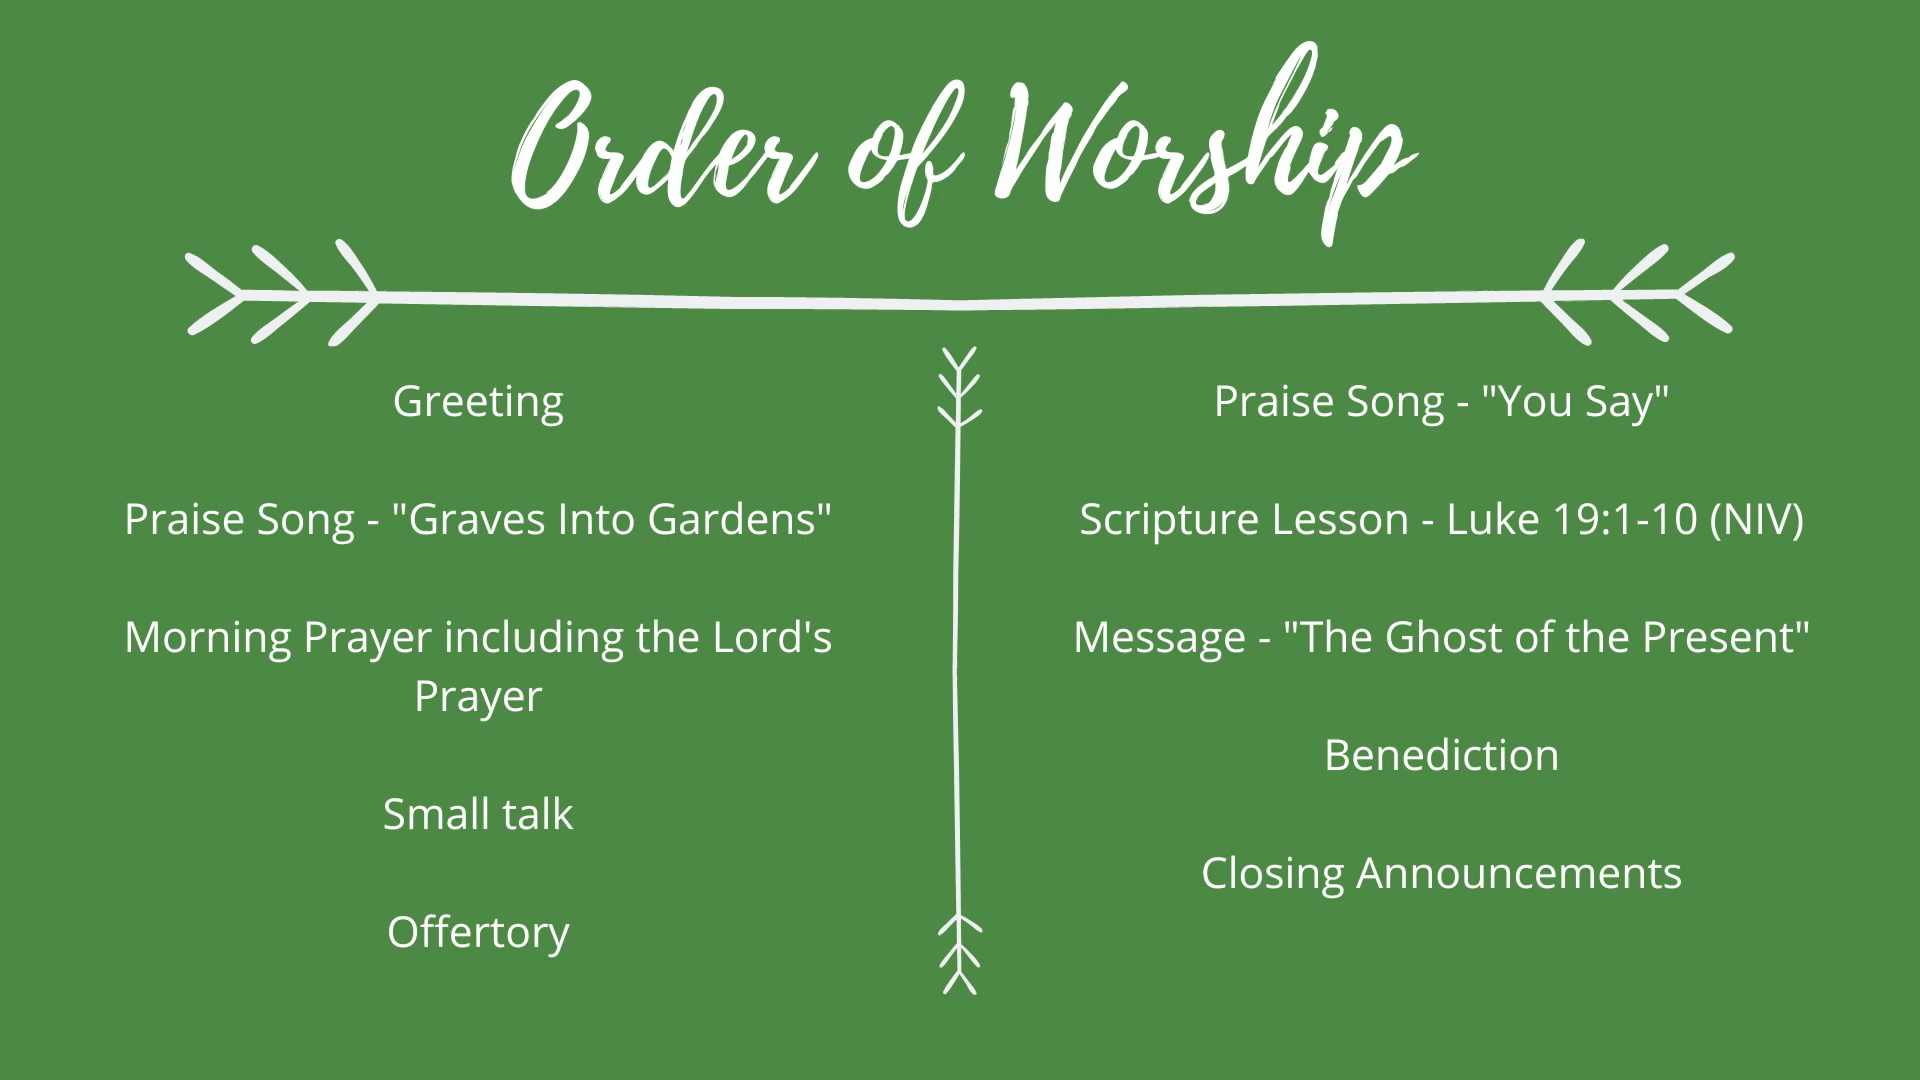 Order of Worship
Greeting
Praise Song - "Graves Into Gardens"
Morning Prayer including the Lord's
Prayer
Small talk
Offertory
Praise Song - "You Say"
Scripture Lesson - Luke 19:1-10 (NIV)
Message - "The Ghost of the Present"
Benediction
Closing Announcements